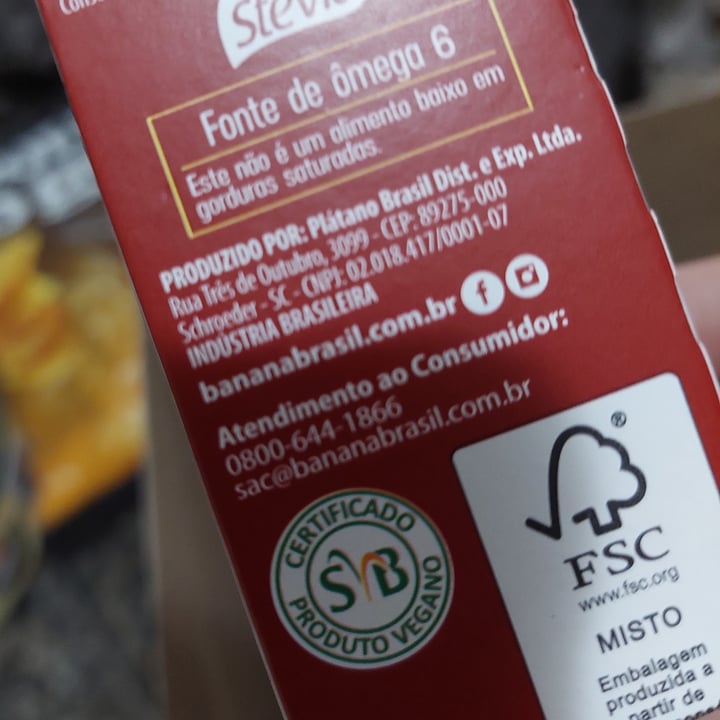 Stevia
Fonte de ômega 6
Este não é um alimento baixo em
gorduras saturadas.
PRODUZIDO POR: Plátano Brasil Dist. e Exp. Ltda.
Rua Três de Outubro, 3099 - CEP: 89275-000
Schroeder - SC - CNPJ: 02.018.417/0001-07
INDÚSTRIA BRASILEIRA
bananabrasil.com.br
Atendimento ao Consumidor:
0800-644-1866
sac@bananabrasil.com.br
CERTIFICADO
SVB
PRODUTO VEGANO
®
FSC
www.fsc.org
MISTO
Embalagem
produzida a
partir de